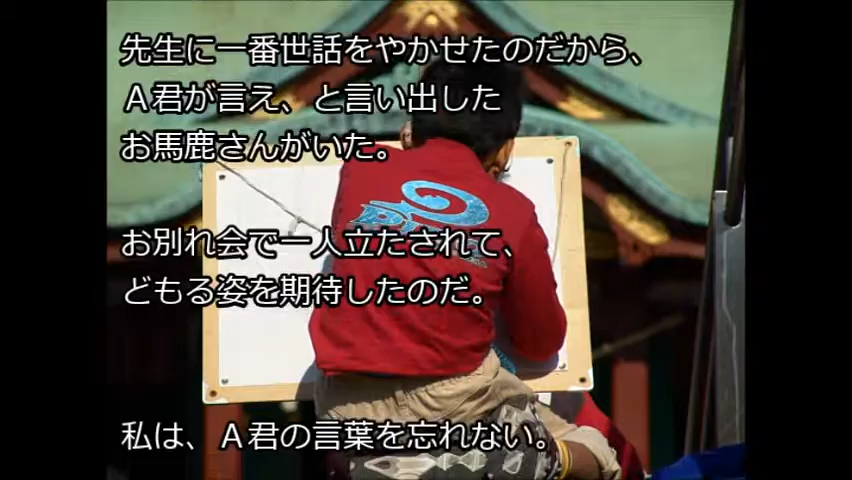 先生に一番世話をやかせたのだから、
Ａ君が言え、と言い出した
お馬鹿さんがいた。
お別れ会で一人立たされて、
どもる姿を期待したのだ。
私は、Ａ君の言葉を忘れない。